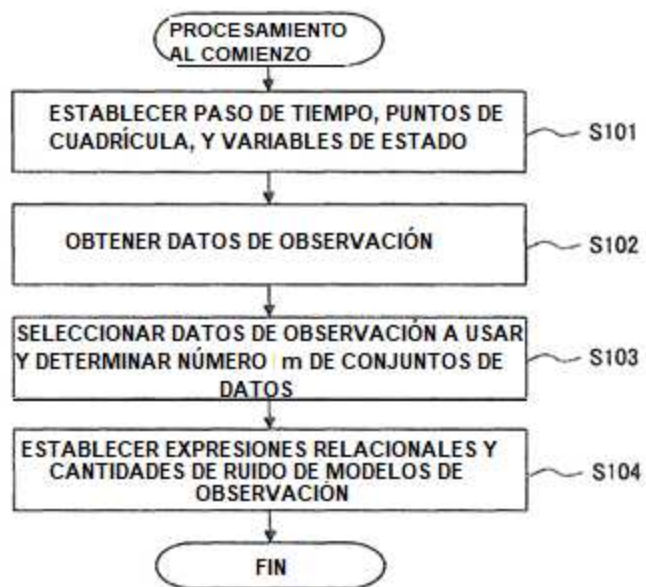 PROCESAMIENTO
AL COMIENZO
ESTABLECER PASO DE TIEMPO, PUNTOS DE
CUADRÍCULA, Y VARIABLES DE ESTADO
S101
OBTENER DATOS DE OBSERVACIÓN
S102
SELECCIONAR DATOS DE OBSERVACIÓN A USAR
Y DETERMINAR NÚMERO m DE CONJUNTOS DE
DATOS
S103
ESTABLECER EXPRESIONES RELACIONALES Y
CANTIDADES DE RUIDO DE MODELOS DE
OBSERVACIÓN
S104
FIN